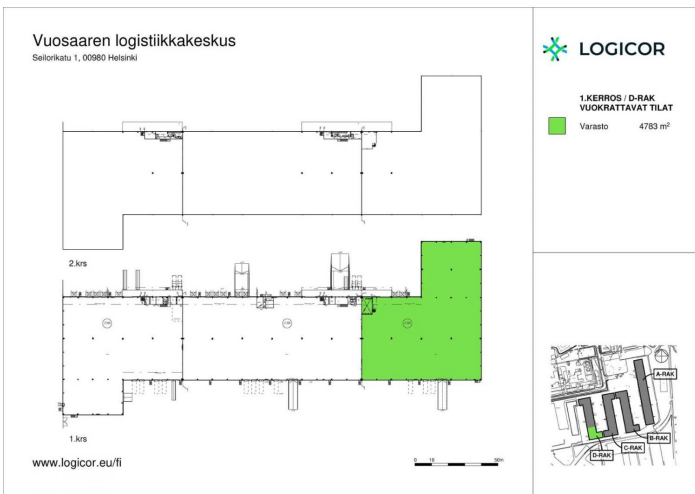 Vuosaaren logistiikkakeskus
Seilorikatu 1, 00980 Helsinki
LOGICOR
1.KERROS / D-RAK
VUOKRATTAVAT TILAT
Varasto 4783 m²
2.krs
1.krs
www.logicor.eu/fi
0 10 50m
A-RAK
B-RAK
C-RAK
D-RAK